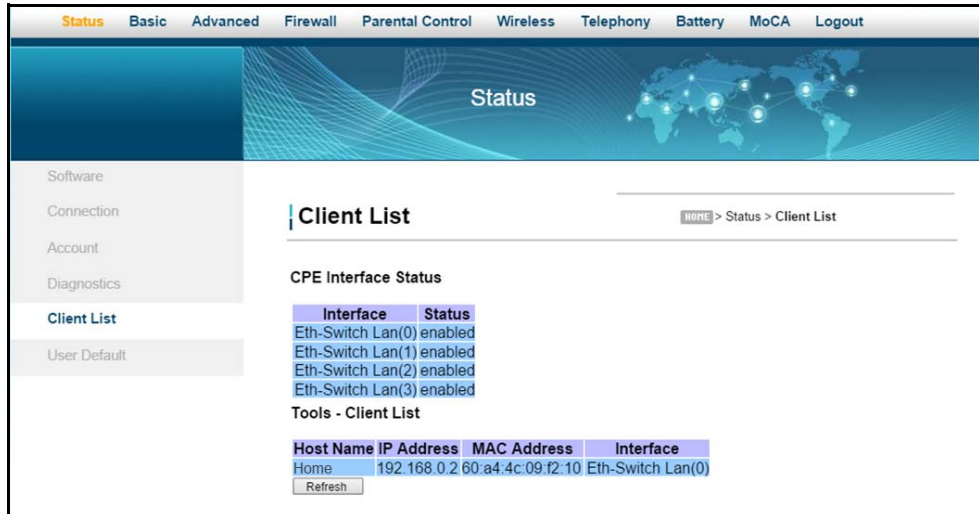 Status Basic Advanced Firewall Parental Control Wireless Telephony Battery MoCA Logout
Status
Software
Connection
Account
Diagnostics
Client List
User Default
Client List
HOME > Status > Client List
CPE Interface Status
Interface Status
Eth-Switch Lan(0) enabled
Eth-Switch Lan(1) enabled
Eth-Switch Lan(2) enabled
Eth-Switch Lan(3) enabled
Tools - Client List
Host Name IP Address MAC Address Interface
Home 192.168.0.2 60:a4:4c:09:f2:10 Eth-Switch Lan(0)
Refresh